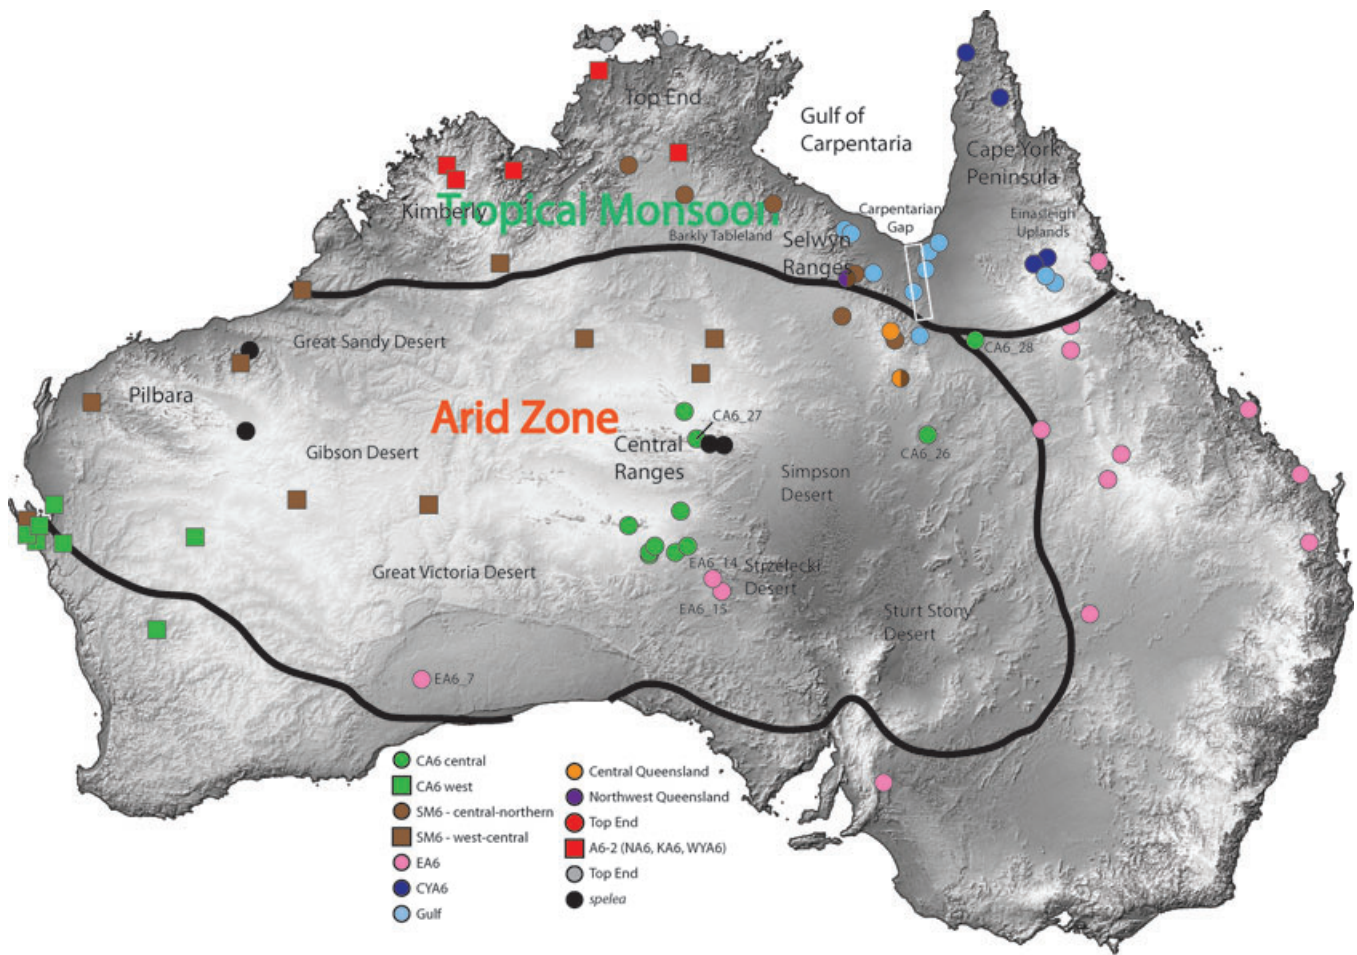 Top End
Gulf of
Carpentaria
Cape York
Peninsula
Kimberly
Tropical Monsoon
Carpentarian
Gap
Einasleigh
Uplands
Barkly Tableland
Selwyn
Ranges
Great Sandy Desert
CA6_28
Pilbara
Arid Zone
CA6_27
Central
Ranges
Gibson Desert
CA6_26
Simpson
Desert
Great Victoria Desert
EA6_14
Strzelecki
Desert
EA6_15
Sturt Stony
Desert
EA6_7
CA6 central
CA6 west
SM6 - central-northern
SM6 - west-central
EA6
CYA6
Gulf
Central Queensland
Northwest Queensland
Top End
A6-2 (NA6, KA6, WYA6)
Top End
spelea